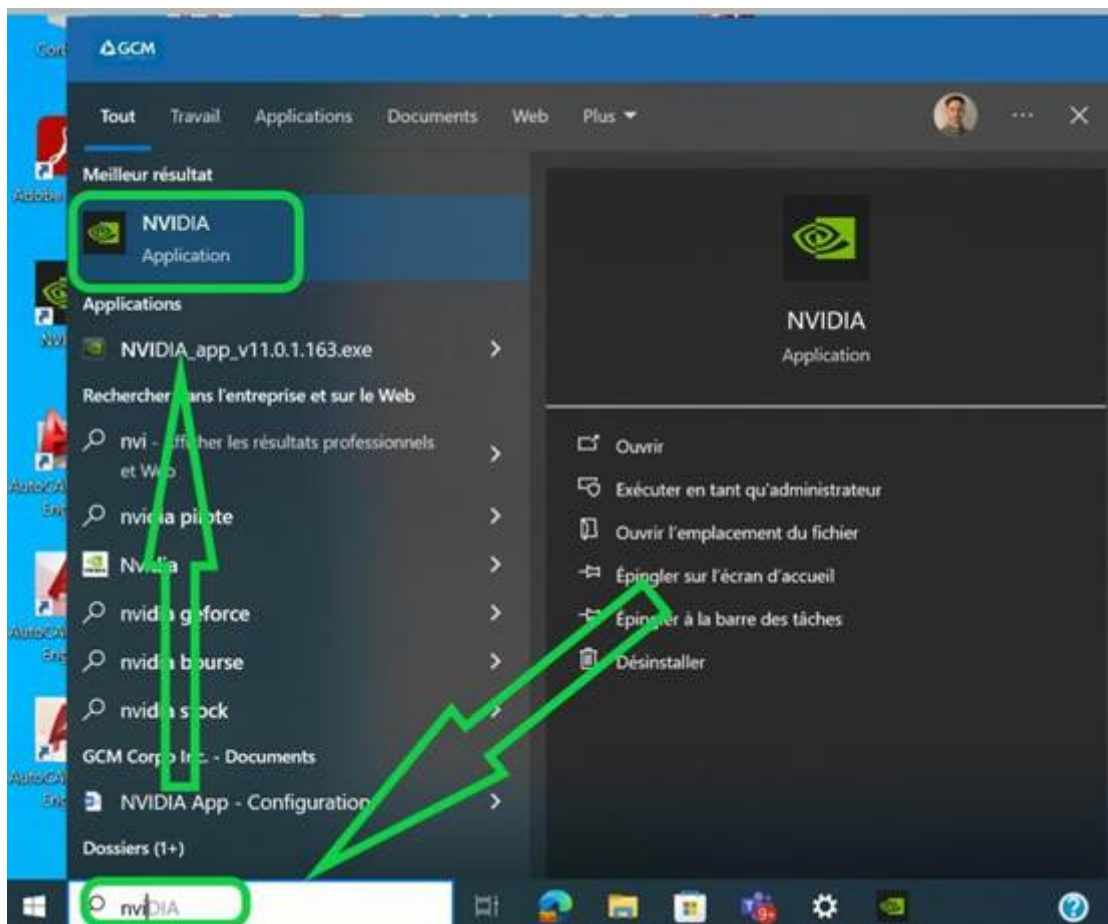 GCM
Tout Travail Applications Documents Web Plus
Meilleur résultat
NVIDIA
Application
Applications
NVIDIA_app_v11.0.1.163.exe
Rechercher dans l'entreprise et sur le Web
nvi - Afficher les résultats professionnels
et Web
nvidia pilote
Nvidia
nvidia geforce
nvidia bourse
nvidia stock
GCM Corpo Inc. - Documents
NVIDIA App - Configuration
Dossiers (1+)
nviDIA
NVIDIA
Application
Ouvrir
Exécuter en tant qu'administrateur
Ouvrir l'emplacement du fichier
Épingler sur l'écran d'accueil
Épingler à la barre des tâches
Désinstaller
Adobe
9+